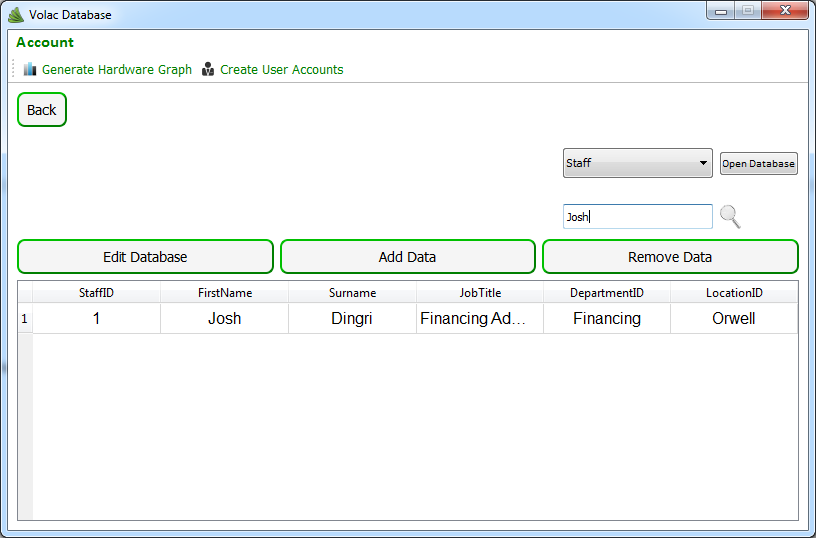 Volac Database
Account
Generate Hardware Graph Create User Accounts
Back
Staff Open Database
Josh
Edit Database Add Data Remove Data
StaffID FirstName Surname JobTitle DepartmentID LocationID
1 1 Josh Dingri Financing Ad... Financing Orwell